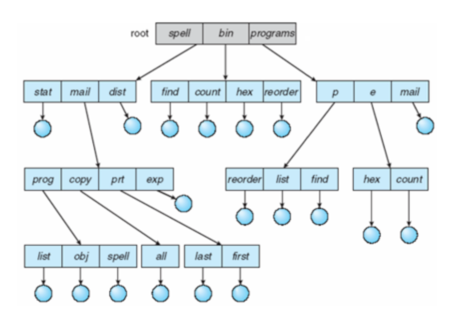 root spell bin programs
stat mail dist find count hex reorder p e mail
prog copy prt exp reorder list find hex count
list obj spell all last first